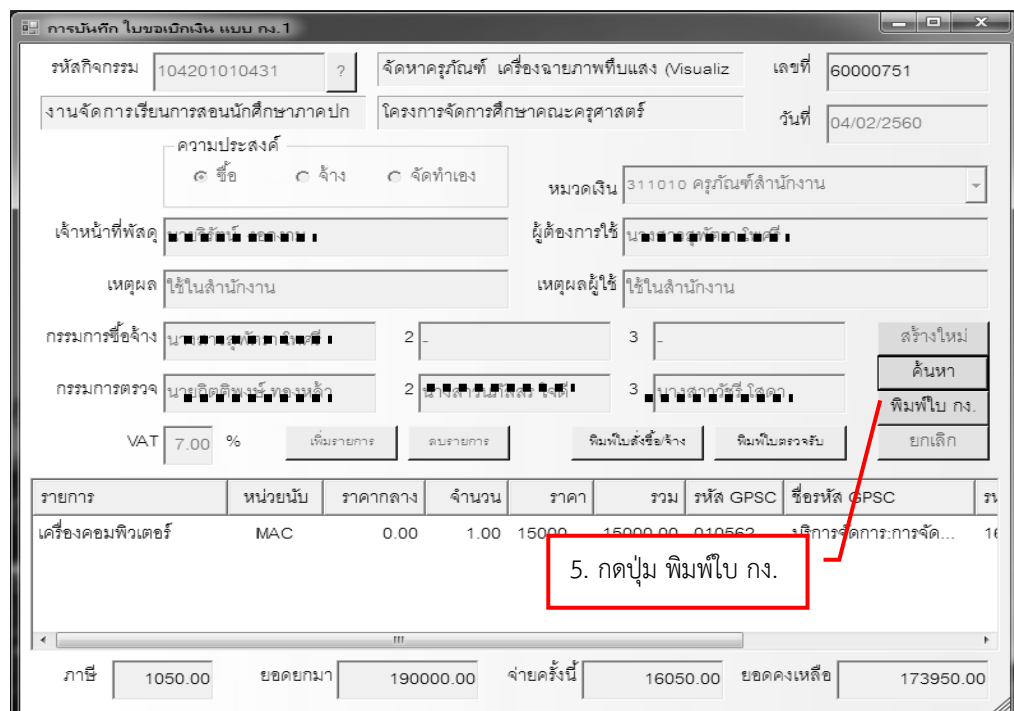 การบันทึก ใบขอเบิกเงิน แบบ กง.1
รหัสกิจกรรม 104201010431 ? จัดหาครุภัณฑ์ เครื่องฉายภาพทึบแสง (Visualiz เลขที่ 60000751
งานจัดการเรียนการสอนนักศึกษาภาคปก โครงการจัดการศึกษาคณะครุศาสตร์ วันที่ 04/02/2560
ความประสงค์
ซื้อ จ้าง จัดทำเอง หมวดเงิน 311010 ครุภัณฑ์สำนักงาน
เจ้าหน้าที่พัสดุ ผู้ต้องการใช้
เหตุผล ใช้ในสำนักงาน เหตุผลผู้ใช้ ใช้ในสำนักงาน
กรรมการซื้อจ้าง 2 - 3 - สร้างใหม่
ค้นหา
กรรมการตรวจ 2 3
พิมพ์ใบ กง.
VAT 7.00 % เพิ่มรายการ ลบรายการ พิมพ์ใบสั่งซื้อ/จ้าง พิมพ์ใบตรวจรับ ยกเลิก
รายการ หน่วยนับ ราคากลาง จำนวน ราคา รวม รหัส GPSC ชื่อรหัส GPSC
เครื่องคอมพิวเตอร์ MAC 0.00 1.00 15000 15000.00 010562 บริการจัดการ:การจัด...
5. กดปุ่ม พิมพ์ใบ กง.
ภาษี 1050.00 ยอดยกมา 190000.00 จ่ายครั้งนี้ 16050.00 ยอดคงเหลือ 173950.00